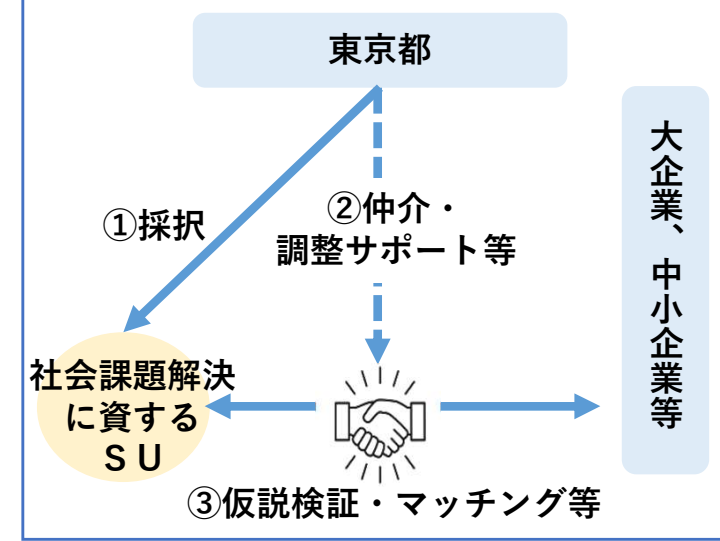 東京都
①採択
②仲介・
調整サポート等
大企業、中小企業等
社会課題解決
に資する
ＳＵ
③仮説検証・マッチング等